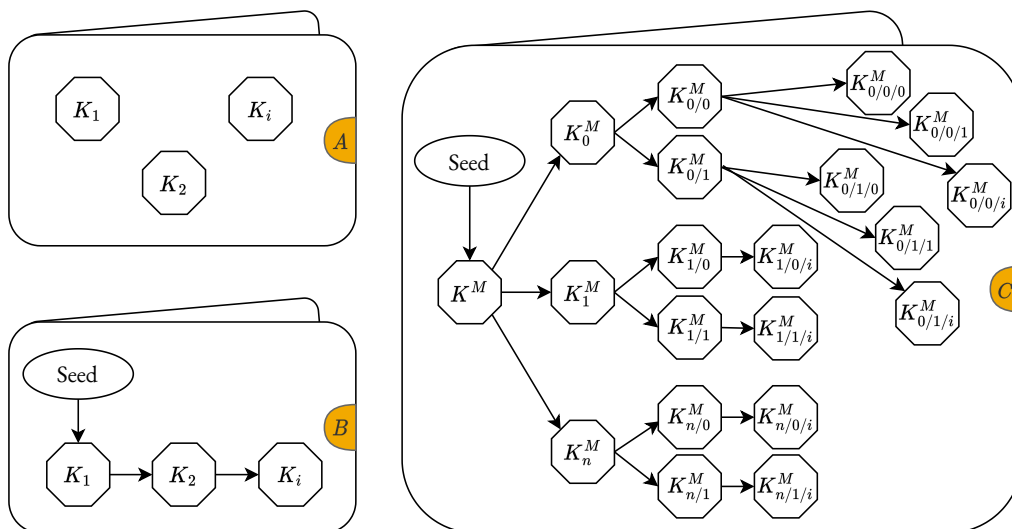 K_1
K_i
K_2
A
Seed
K_1
K_2
K_i
B
Seed
K^M
K_0^M
K_{0/0}^M
K_{0/1}^M
K_{0/0/0}^M
K_{0/0/1}^M
K_{0/0/i}^M
K_{0/1/0}^M
K_{0/1/1}^M
K_{0/1/i}^M
K_1^M
K_{1/0}^M
K_{1/0/i}^M
K_{1/1}^M
K_{1/1/i}^M
K_n^M
K_{n/0}^M
K_{n/0/i}^M
K_{n/1}^M
K_{n/1/i}^M
C